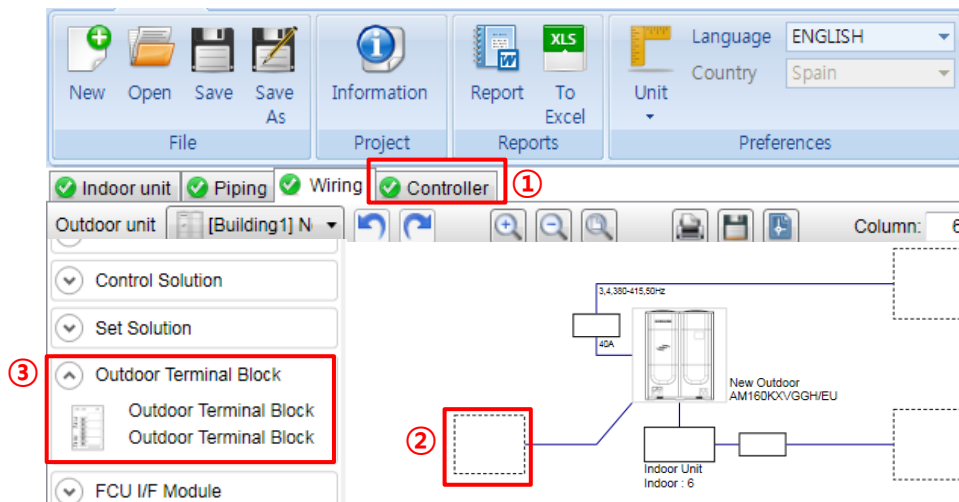 XLS
W
Language ENGLISH
Country Spain
New Open Save Save As Information Report To Excel Unit
File Project Reports Preferences
Indoor unit Piping Wiring Controller ①
Outdoor unit [Building1] N Column: 6
Control Solution
Set Solution
③ Outdoor Terminal Block
Outdoor Terminal Block
Outdoor Terminal Block
FCU I/F Module
3,4,380-415,50Hz
40A
New Outdoor
AM160KXVGGH/EU
②
Indoor Unit
Indoor : 6